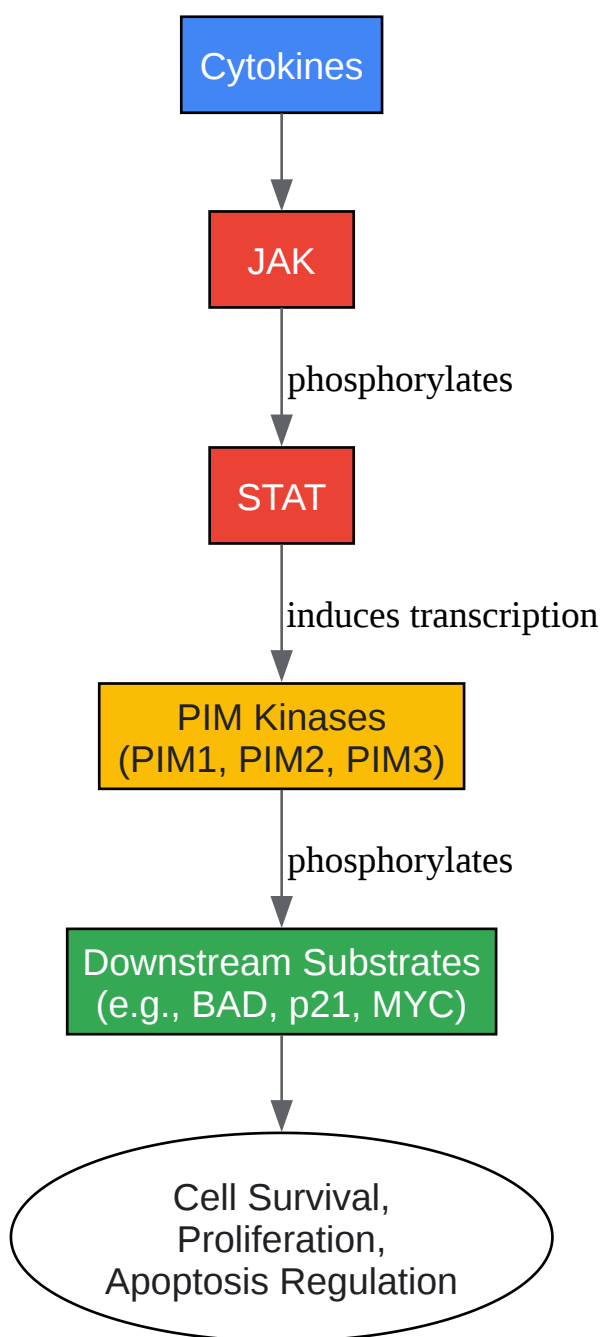 Cytokines
JAK
phosphorylates
STAT
induces transcription
PIM Kinases
(PIM1, PIM2, PIM3)
phosphorylates
Downstream Substrates
(e.g., BAD, p21, MYC)
Cell Survival,
Proliferation,
Apoptosis Regulation